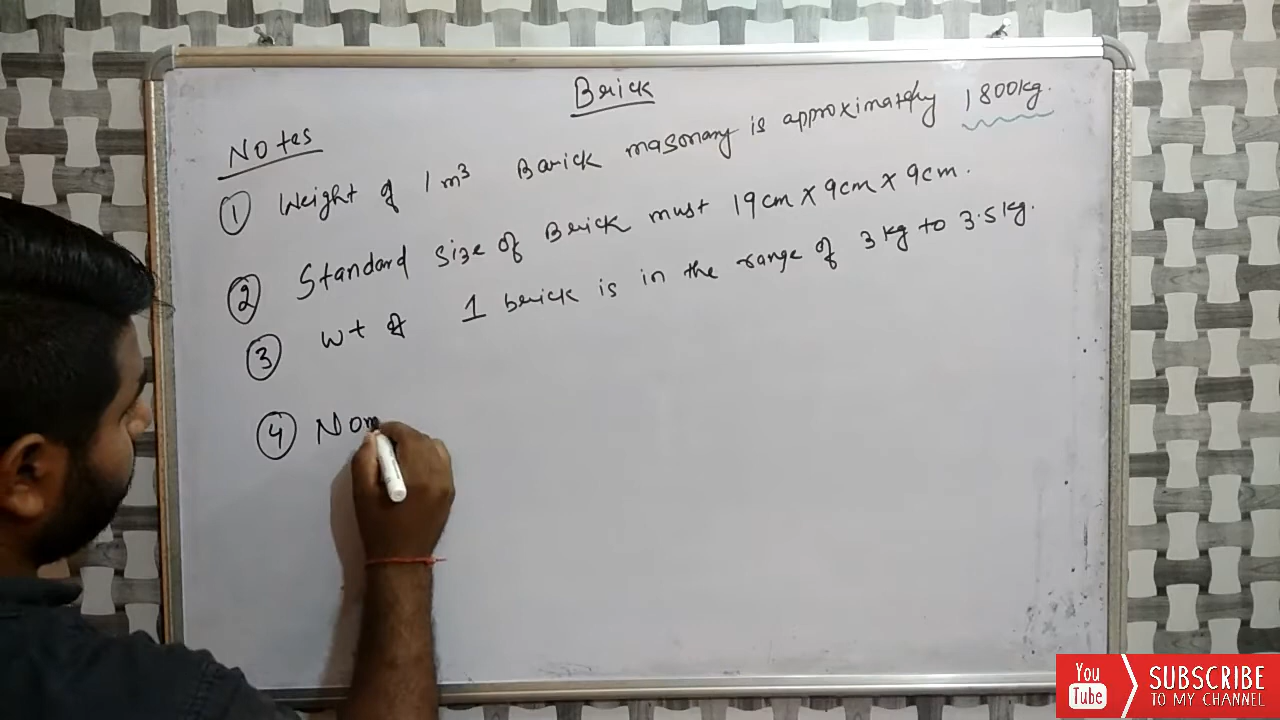 Brick
Notes
① Weight of 1 m³ Barick masonary is approximately 1800kg.
② Standard size of Brick must 19cm x 9cm x 9cm.
③ wt of 1 brick is in the range of 3 kg to 3.5 kg.
④ Nom
You Tube SUBSCRIBE
TO MY CHANNEL